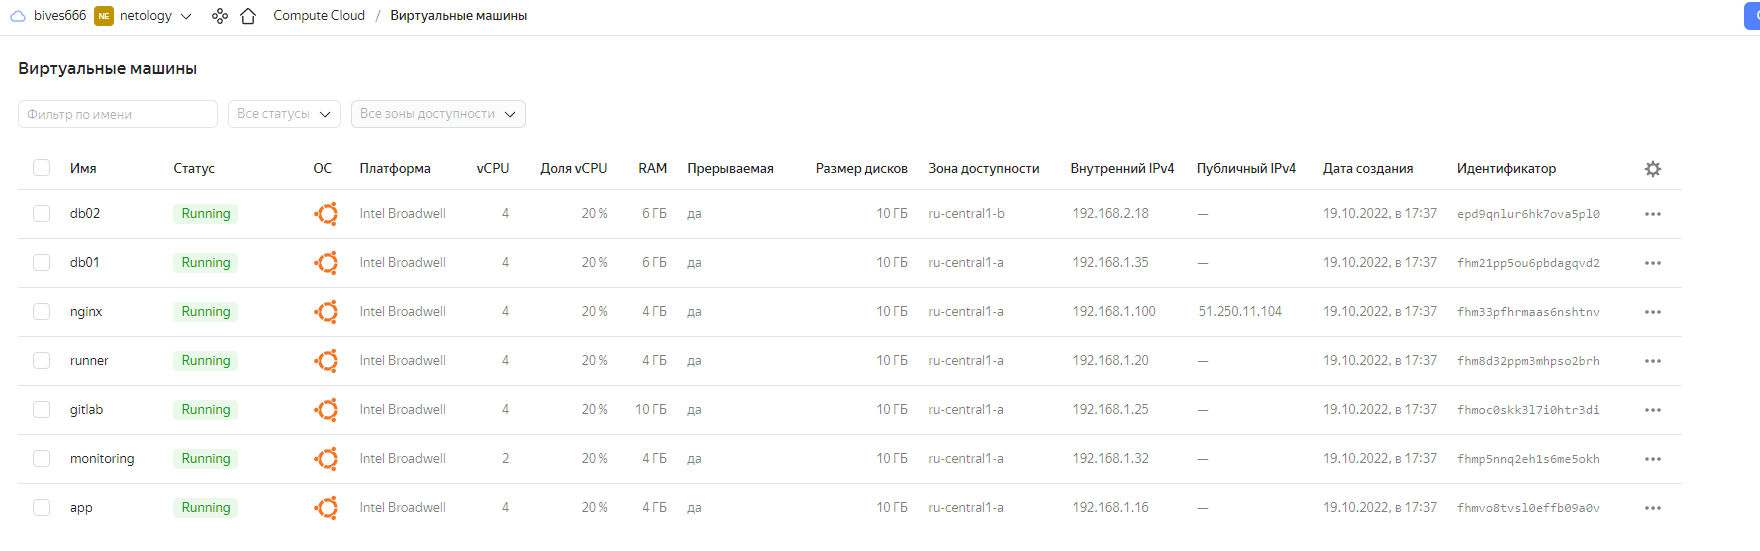 bives666 NE netology Compute Cloud / Виртуальные машины
Виртуальные машины
Фильтр по имени Все статусы Все зоны доступности
Имя Статус ОС Платформа vCPU Доля vCPU RAM Прерываемая Размер дисков Зона доступности Внутренний IPv4 Публичный IPv4 Дата создания Идентификатор
db02 Running Intel Broadwell 4 20 % 6 ГБ да 10 ГБ ru-central1-b 192.168.2.18 — 19.10.2022, в 17:37 epd9qnlur6hk7ova5pl0
db01 Running Intel Broadwell 4 20 % 6 ГБ да 10 ГБ ru-central1-a 192.168.1.35 — 19.10.2022, в 17:37 fhm21pp5ou6pbdagqvd2
nginx Running Intel Broadwell 4 20 % 4 ГБ да 10 ГБ ru-central1-a 192.168.1.100 51.250.11.104 19.10.2022, в 17:37 fhm33pfhrmaas6nshtnv
runner Running Intel Broadwell 4 20 % 4 ГБ да 10 ГБ ru-central1-a 192.168.1.20 — 19.10.2022, в 17:37 fhm8d32ppm3mhpso2brh
gitlab Running Intel Broadwell 4 20 % 10 ГБ да 10 ГБ ru-central1-a 192.168.1.25 — 19.10.2022, в 17:37 fhmoc0skk3l7i0htr3di
monitoring Running Intel Broadwell 2 20 % 4 ГБ да 10 ГБ ru-central1-a 192.168.1.32 — 19.10.2022, в 17:37 fhmp5nnq2eh1s6me5okh
app Running Intel Broadwell 4 20 % 4 ГБ да 10 ГБ ru-central1-a 192.168.1.16 — 19.10.2022, в 17:37 fhmvo8tvsl0effb09a0v